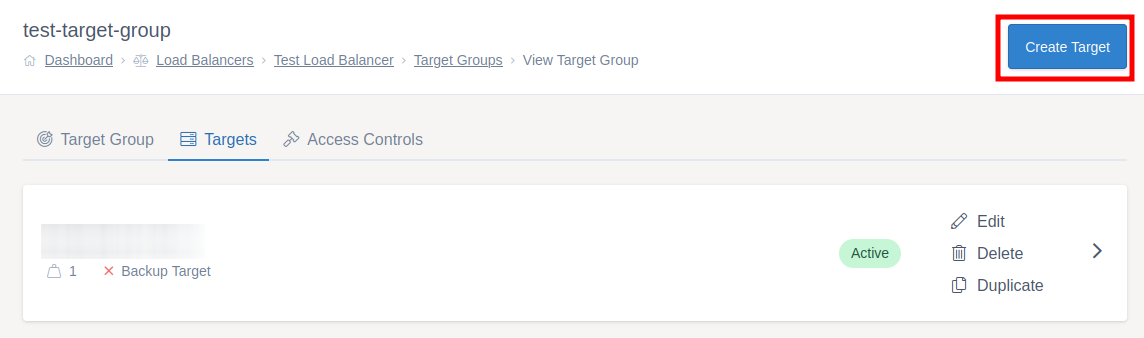 test-target-group
Create Target
Dashboard › Load Balancers › Test Load Balancer › Target Groups › View Target Group
Target Group Targets Access Controls
Edit
Active
Delete
1 Backup Target
Duplicate